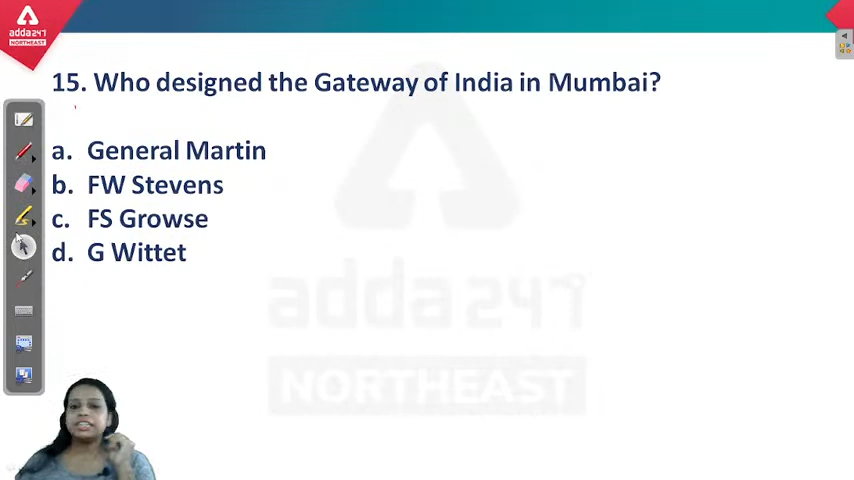 adda247
NORTHEAST
15. Who designed the Gateway of India in Mumbai?
a. General Martin
b. FW Stevens
c. FS Growse
d. G Wittet
adda247
NORTHEAST